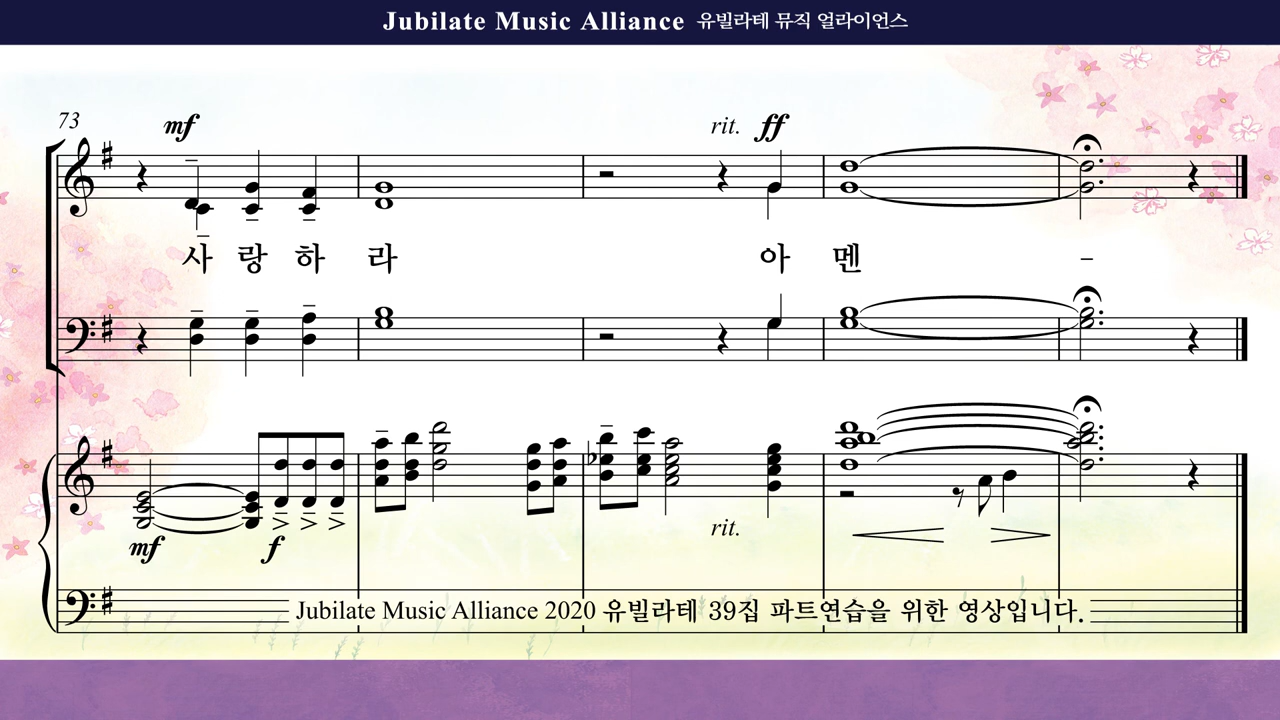 Jubilate Music Alliance 유빌라테 뮤직 얼라이언스
73
mf
rit. ff
사 랑 하 라 아 멘 -
mf f
rit.
Jubilate Music Alliance 2020 유빌라테 39집 파트연습을 위한 영상입니다.